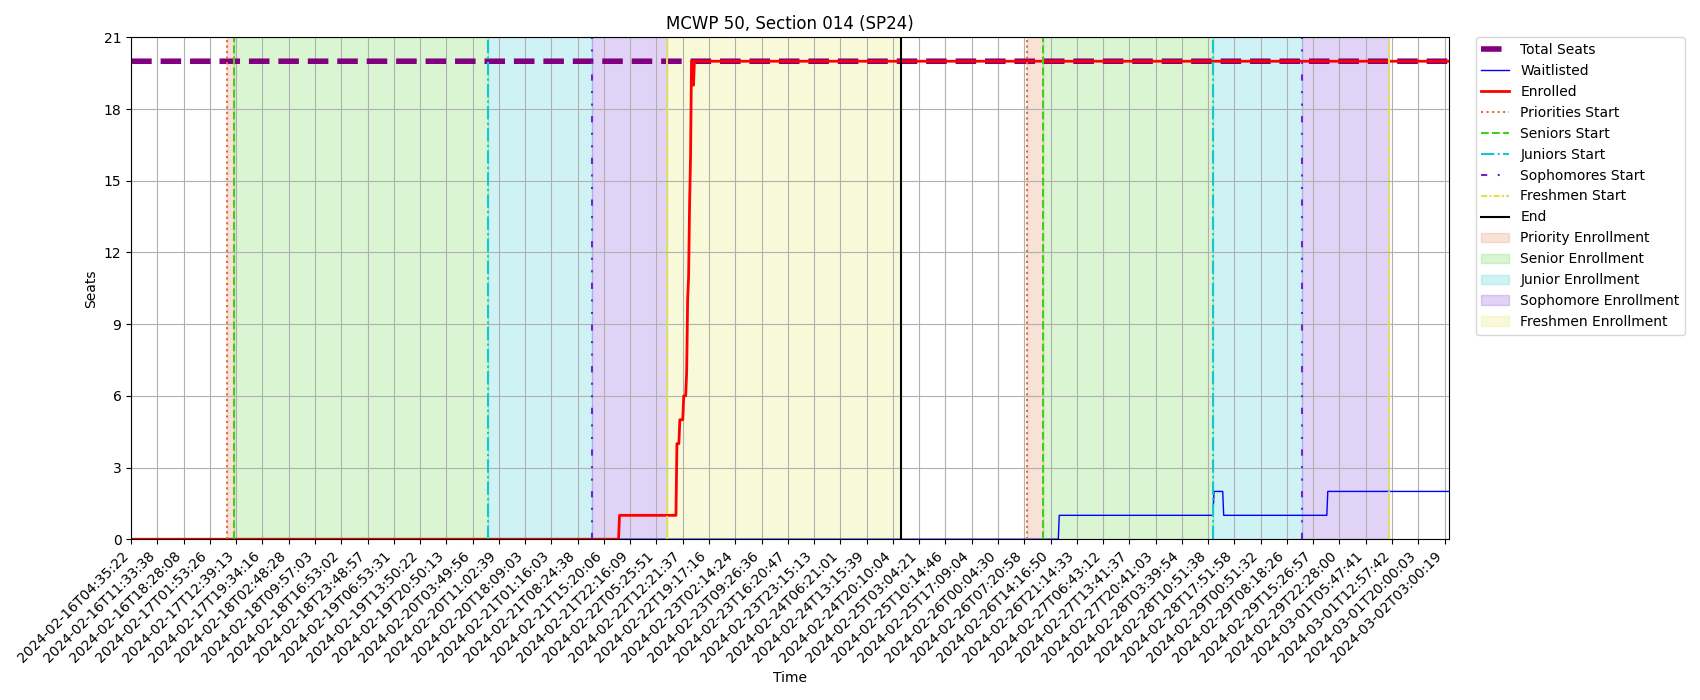 MCWP 50, Section 014 (SP24)
21
18
15
12
9
6
3
0
Seats
2024-02-16T04:35:22
2024-02-16T11:33:38
2024-02-16T18:28:08
2024-02-17T01:53:26
2024-02-17T12:39:13
2024-02-17T19:34:16
2024-02-18T02:48:28
2024-02-18T09:57:03
2024-02-18T16:53:02
2024-02-18T23:48:57
2024-02-19T06:53:31
2024-02-19T13:50:22
2024-02-19T20:50:13
2024-02-20T03:49:56
2024-02-20T11:02:39
2024-02-20T18:09:03
2024-02-21T01:16:03
2024-02-21T08:24:38
2024-02-21T15:20:06
2024-02-21T22:16:09
2024-02-22T05:25:51
2024-02-22T12:21:37
2024-02-22T19:17:16
2024-02-23T02:14:24
2024-02-23T09:26:36
2024-02-23T16:20:47
2024-02-23T23:15:13
2024-02-24T06:21:01
2024-02-24T13:15:39
2024-02-24T20:10:04
2024-02-25T03:04:21
2024-02-25T10:14:46
2024-02-25T17:09:04
2024-02-26T00:04:30
2024-02-26T07:20:58
2024-02-26T14:16:50
2024-02-26T21:14:33
2024-02-27T06:43:12
2024-02-27T13:41:37
2024-02-27T20:41:03
2024-02-28T03:39:54
2024-02-28T10:51:38
2024-02-28T17:51:58
2024-02-29T00:51:32
2024-02-29T08:18:26
2024-02-29T15:26:57
2024-02-29T22:28:00
2024-03-01T05:47:41
2024-03-01T12:57:42
2024-03-01T20:00:03
2024-03-02T03:00:19
Time
Total Seats
Waitlisted
Enrolled
Priorities Start
Seniors Start
Juniors Start
Sophomores Start
Freshmen Start
End
Priority Enrollment
Senior Enrollment
Junior Enrollment
Sophomore Enrollment
Freshmen Enrollment